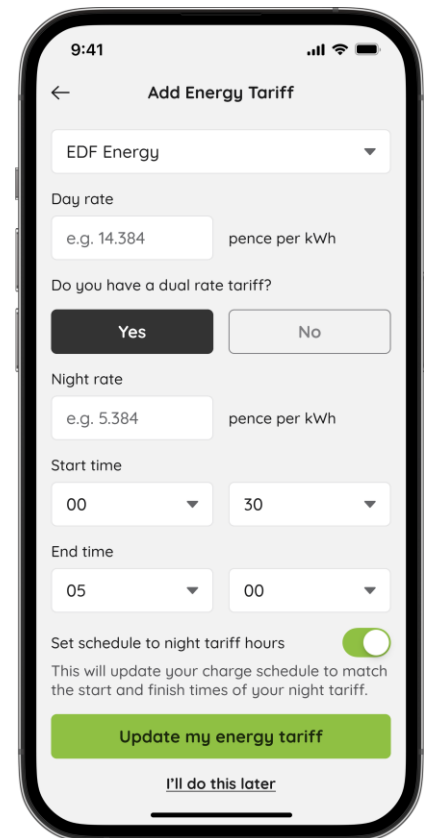 9:41
Add Energy Tariff
EDF Energy
Day rate
e.g. 14.384 pence per kWh
Do you have a dual rate tariff?
Yes No
Night rate
e.g. 5.384 pence per kWh
Start time
00 30
End time
05 00
Set schedule to night tariff hours
This will update your charge schedule to match
the start and finish times of your night tariff.
Update my energy tariff
I'll do this later